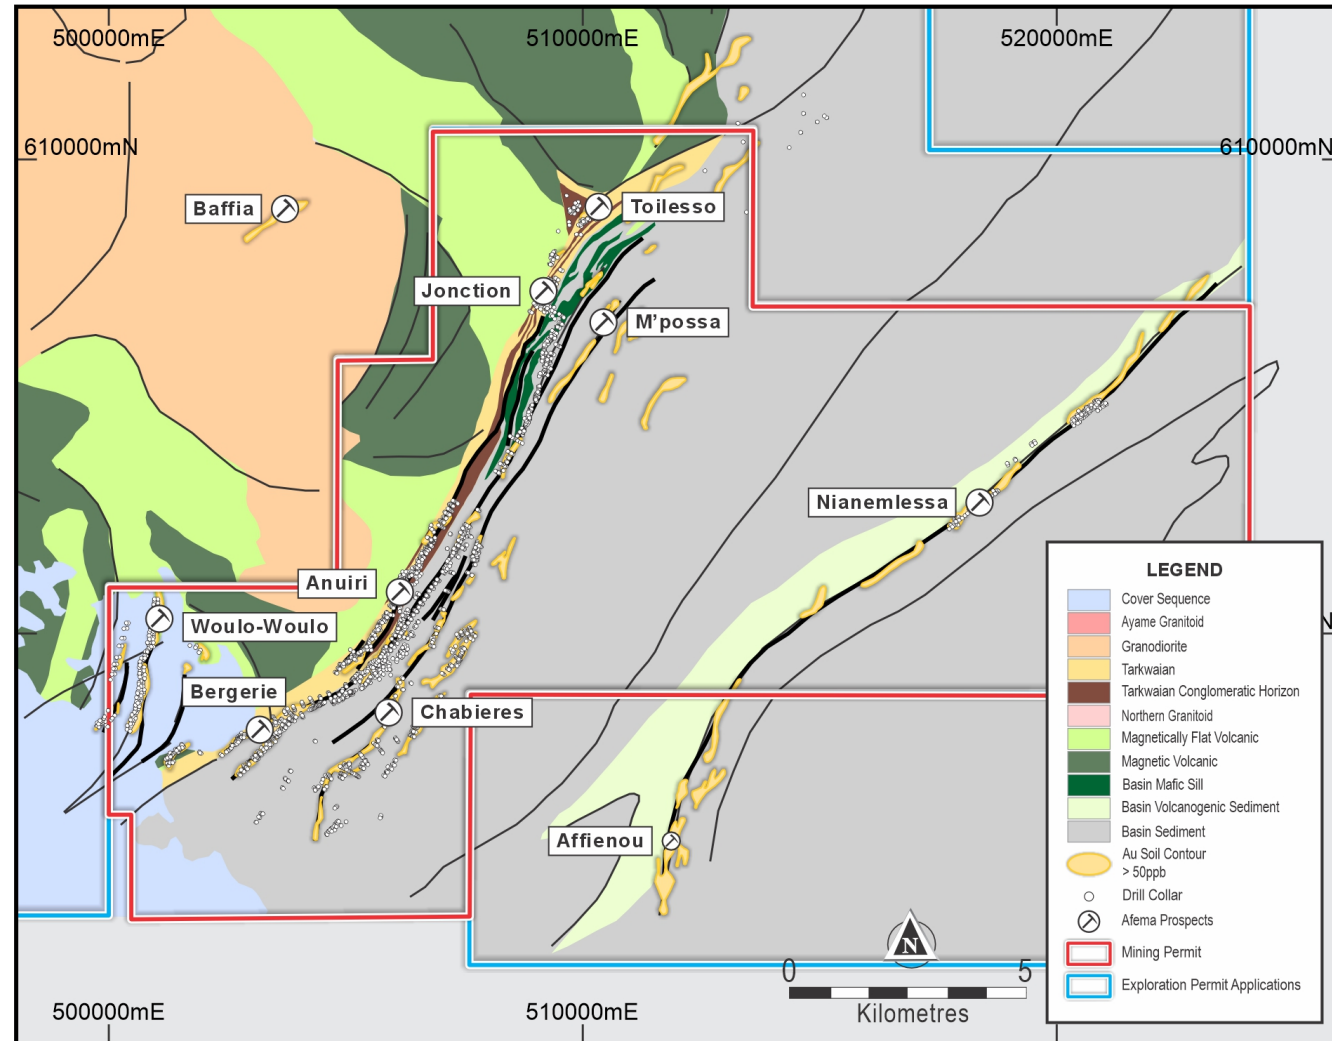 500000mE
510000mE
520000mE
610000mN
610000mN
Baffia
Toilesso
Jonction
M'possa
Nianemlessa
Anuiri
Woulo-Woulo
Bergerie
Chabieres
Affienou
N
LEGEND
Cover Sequence
Ayame Granitoid
Granodiorite
Tarkwaian
Tarkwaian Conglomeratic Horizon
Northern Granitoid
Magnetically Flat Volcanic
Magnetic Volcanic
Basin Mafic Sill
Basin Volcanogenic Sediment
Basin Sediment
Au Soil Contour
> 50ppb
Drill Collar
Afema Prospects
Mining Permit
Exploration Permit Applications
N
0
5
Kilometres
500000mE
510000mE